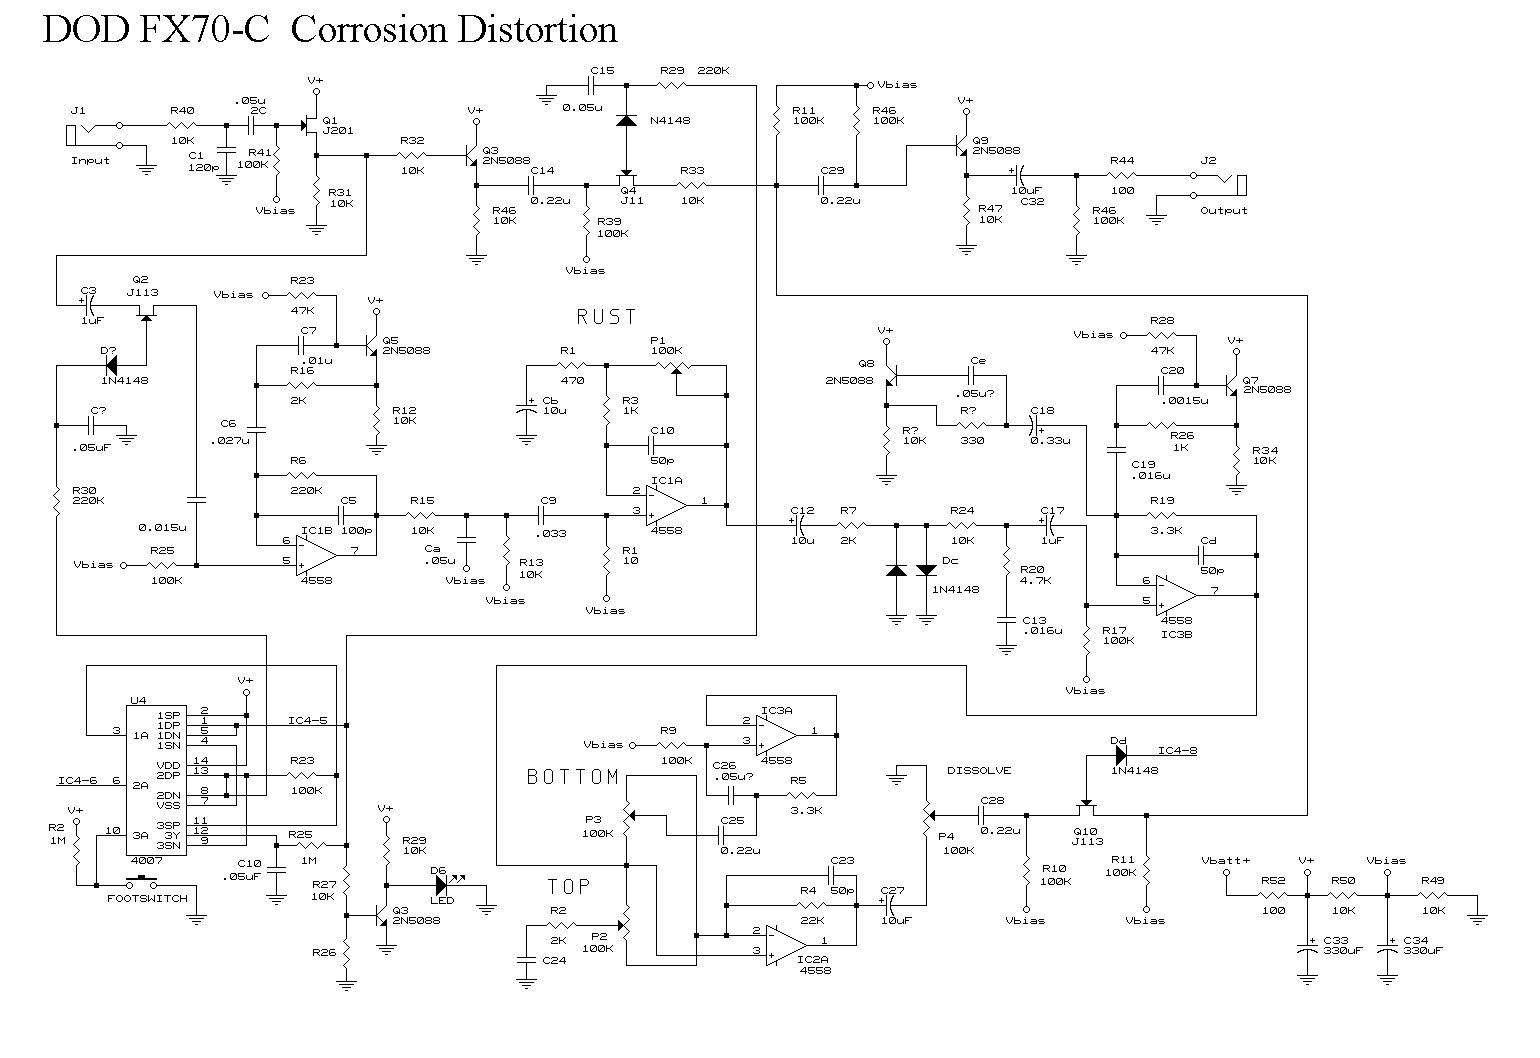 DOD FX70-C  Corrosion Distortion
J1
Input
R40
10K
C1
120p
.05u
2C
R41
100K
Vbias
V+
Q1
J201
R31
10K
R32
10K
V+
Q3
2N5088
R46
10K
C14
0.22u
C15
0.05u
R29 220K
N4148
Q4
J11
R39
100K
Vbias
R33
10K
R11
100K
R46
100K
Vbias
C29
0.22u
V+
Q9
2N5088
R47
10K
10uF
C32
R46
100K
R44
100
J2
Output
C3
1uF
Q2
J113
D?
1N4148
C?
.05uF
R30
220K
0.015u
Vbias
R25
100K
Vbias
R23
47K
C7
.01u
V+
Q5
2N5088
R16
2K
R12
10K
C6
.027u
R6
220K
C5
100p
IC1B
6
5
7
4558
R15
10K
Ca
.05u
Vbias
R13
10K
Vbias
C9
.033
RUST
R1
470
P1
100K
Cb
10u
R3
1K
C10
50p
IC1A
2
3
1
4558
R1
10
Vbias
V+
Q8
2N5088
Ce
.05u?
R?
10K
R?
330
C18
0.33u
C12
10u
R7
2K
Dc
1N4148
R24
10K
C17
1uF
R20
4.7K
C13
.016u
R17
100K
Vbias
Vbias
R28
47K
V+
C20
.0015u
Q7
2N5088
R26
1K
C19
.016u
R34
10K
R19
3.3K
Cd
50p
6
5
7
4558
IC3B
U4
V+
3
1A
1SP
2
1DP
1
1DN
5
1SN
4
IC4-5
VDD
14
2DP
13
IC4-6
6
2A
2DN
8
VSS
7
3SP
11
10
3A
3Y
12
3SN
9
4007
R23
100K
V+
R2
1M
FOOTSWITCH
C10
.05uF
R25
1M
R27
10K
R26
V+
R29
10K
D6
LED
Q3
2N5088
Vbias
R9
100K
IC3A
2
3
1
4558
C26
.05u?
R5
3.3K
C25
0.22u
BOTTOM
P3
100K
TOP
R2
2K
P2
100K
C24
C23
50p
R4
22K
2
3
1
IC2A
4558
C27
10uF
DISSOLVE
P4
100K
C28
0.22u
R10
100K
Vbias
Dd
1N4148
IC4-8
Q10
J113
R11
100K
Vbias
Vbatt+
R52
100
V+
C33
330uF
R50
10K
Vbias
C34
330uF
R49
10K